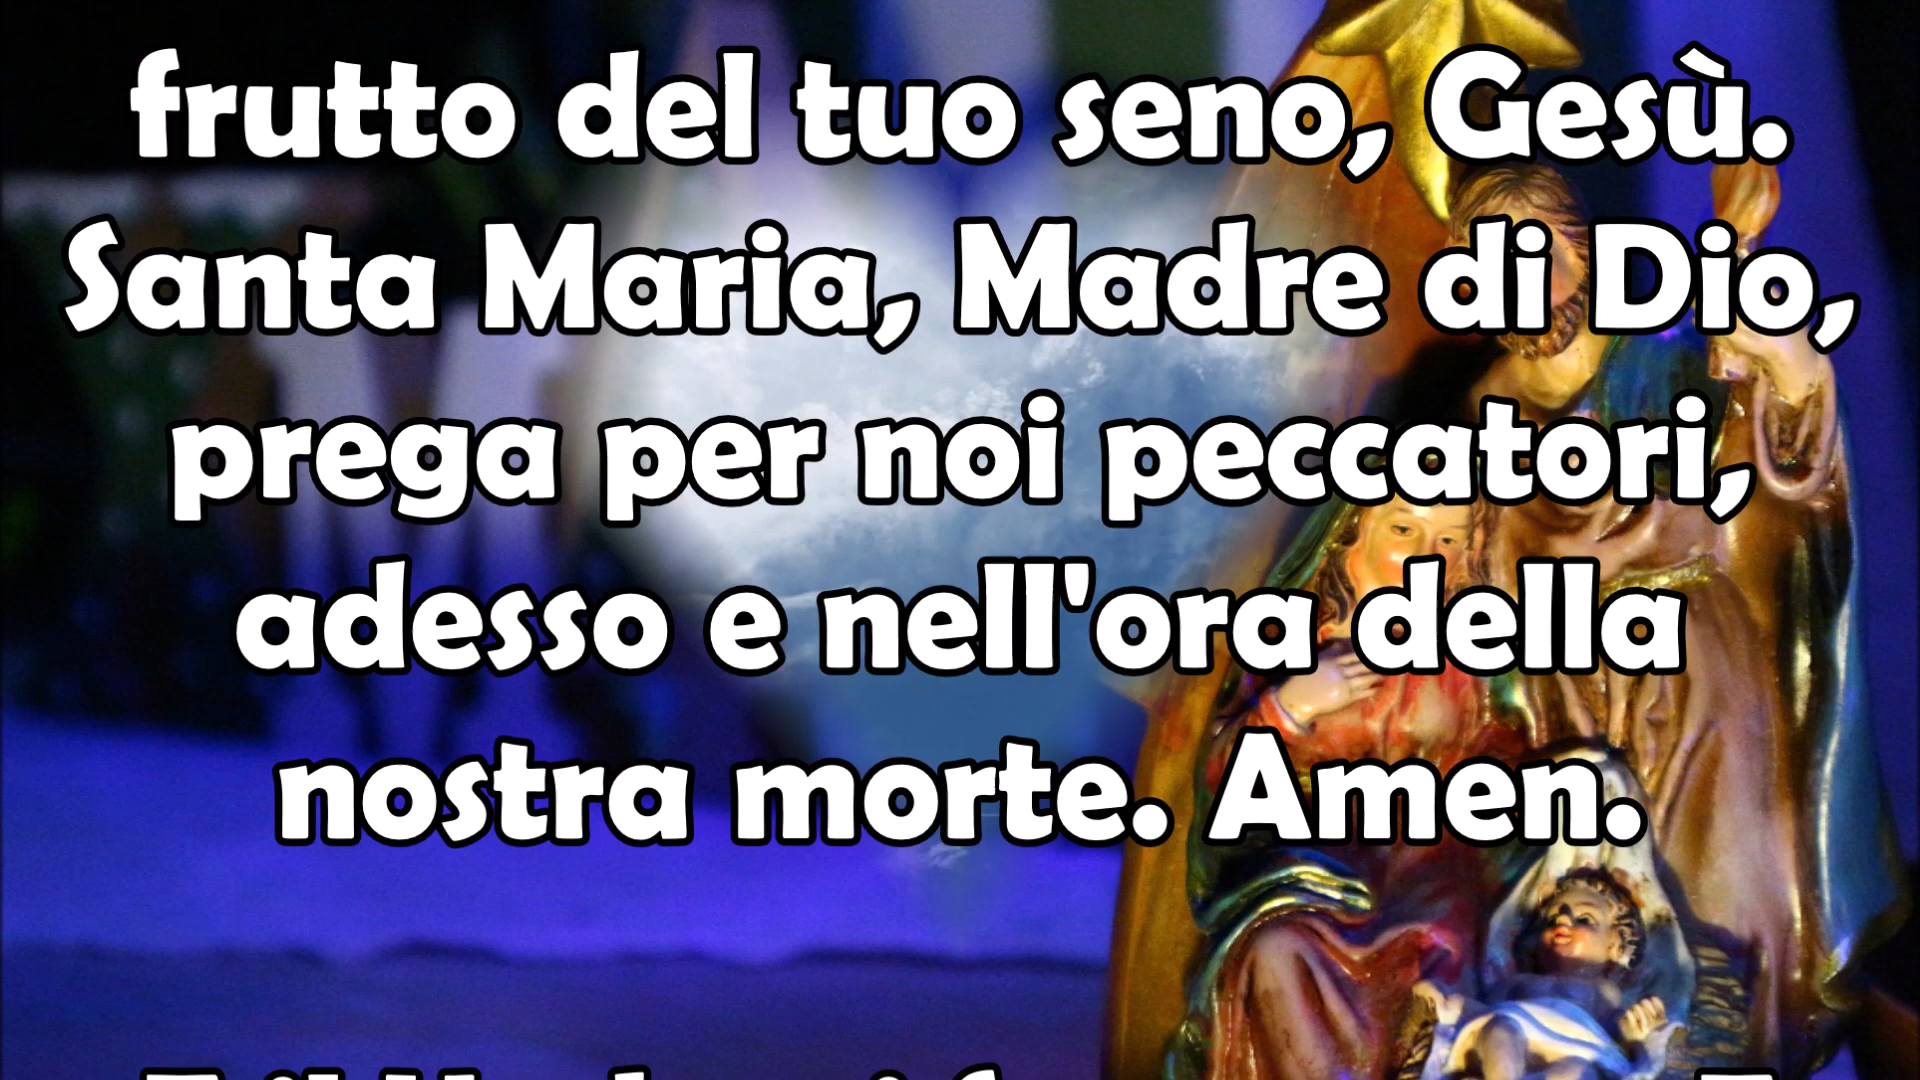 frutto del tuo seno, Gesù.
Santa Maria, Madre di Dio,
prega per noi peccatori,
adesso e nell'ora della
nostra morte. Amen.